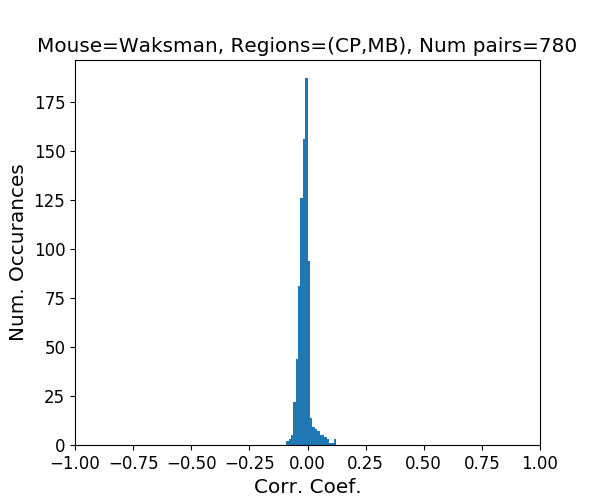 Mouse=Waksman, Regions=(CP,MB), Num pairs=780
175
150
125
100
75
50
25
0
Num. Occurances
−1.00 −0.75 −0.50 −0.25 0.00 0.25 0.50 0.75 1.00
Corr. Coef.